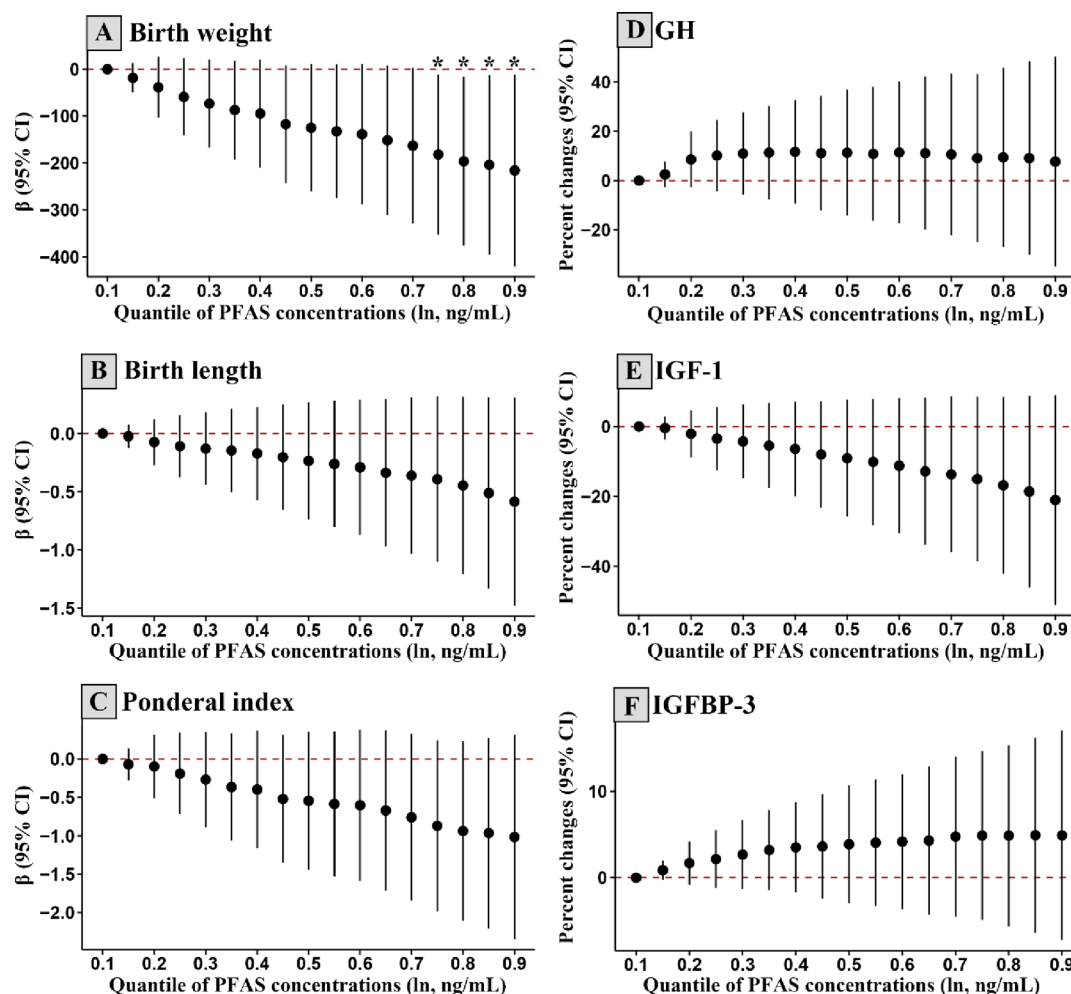 A Birth weight
* * * *
0
−100
−200
−300
−400
β (95% CI)
0.1 0.2 0.3 0.4 0.5 0.6 0.7 0.8 0.9
Quantile of PFAS concentrations (ln, ng/mL)
B Birth length
0.0
−0.5
−1.0
−1.5
β (95% CI)
0.1 0.2 0.3 0.4 0.5 0.6 0.7 0.8 0.9
Quantile of PFAS concentrations (ln, ng/mL)
C Ponderal index
0.0
−0.5
−1.0
−1.5
−2.0
β (95% CI)
0.1 0.2 0.3 0.4 0.5 0.6 0.7 0.8 0.9
Quantile of PFAS concentrations (ln, ng/mL)
D GH
40
20
0
−20
Percent changes (95% CI)
0.1 0.2 0.3 0.4 0.5 0.6 0.7 0.8 0.9
Quantile of PFAS concentrations (ln, ng/mL)
E IGF-1
0
−20
−40
Percent changes (95% CI)
0.1 0.2 0.3 0.4 0.5 0.6 0.7 0.8 0.9
Quantile of PFAS concentrations (ln, ng/mL)
F IGFBP-3
10
0
Percent changes (95% CI)
0.1 0.2 0.3 0.4 0.5 0.6 0.7 0.8 0.9
Quantile of PFAS concentrations (ln, ng/mL)